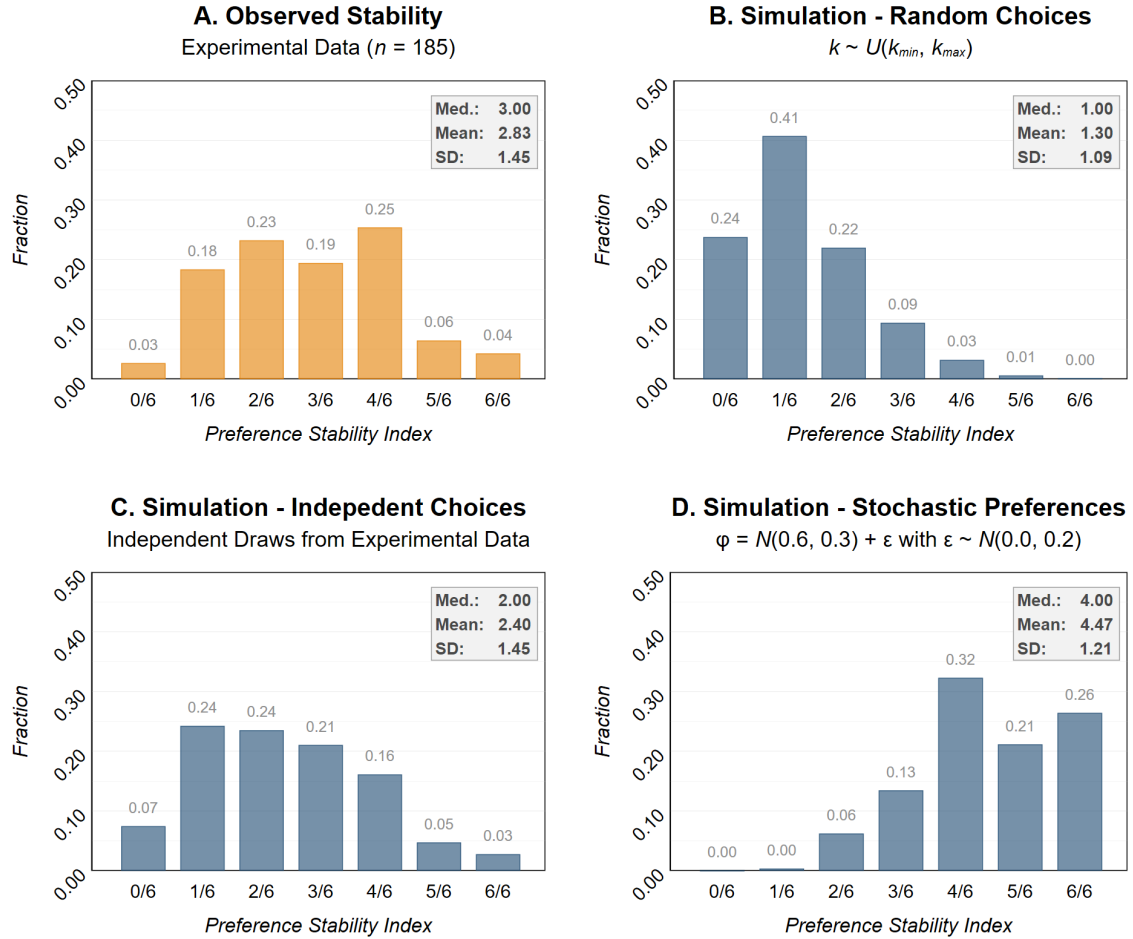 A. Observed Stability
Experimental Data (n = 185)
0.50
0.40
0.30
0.20
0.10
0.00
Fraction
Med.: 3.00
Mean: 2.83
SD: 1.45
0.03
0.18
0.23
0.19
0.25
0.06
0.04
0/6 1/6 2/6 3/6 4/6 5/6 6/6
Preference Stability Index
B. Simulation - Random Choices
k ~ U(kmin, kmax)
0.50
0.40
0.30
0.20
0.10
0.00
Fraction
Med.: 1.00
Mean: 1.30
SD: 1.09
0.24
0.41
0.22
0.09
0.03
0.01
0.00
0/6 1/6 2/6 3/6 4/6 5/6 6/6
Preference Stability Index
C. Simulation - Indepedent Choices
Independent Draws from Experimental Data
0.50
0.40
0.30
0.20
0.10
0.00
Fraction
Med.: 2.00
Mean: 2.40
SD: 1.45
0.07
0.24
0.24
0.21
0.16
0.05
0.03
0/6 1/6 2/6 3/6 4/6 5/6 6/6
Preference Stability Index
D. Simulation - Stochastic Preferences
φ = N(0.6, 0.3) + ε with ε ~ N(0.0, 0.2)
0.50
0.40
0.30
0.20
0.10
0.00
Fraction
Med.: 4.00
Mean: 4.47
SD: 1.21
0.00
0.00
0.06
0.13
0.32
0.21
0.26
0/6 1/6 2/6 3/6 4/6 5/6 6/6
Preference Stability Index